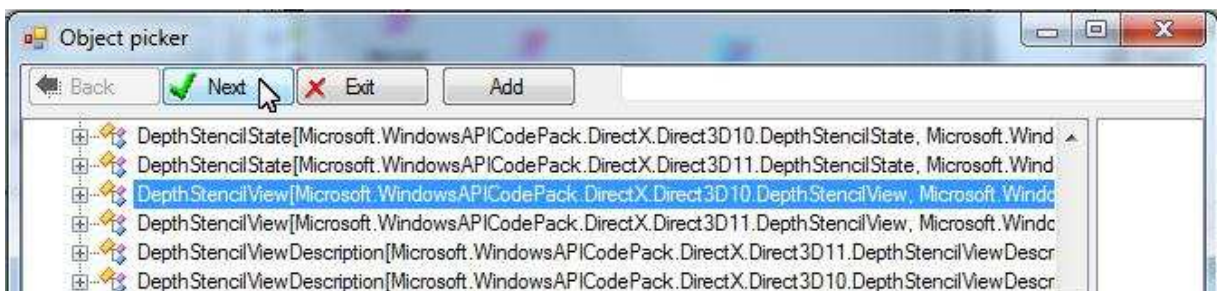 Object picker
Back Next Exit Add
DepthStencilState[Microsoft.WindowsAPICodePack.DirectX.Direct3D10.DepthStencilState, Microsoft.Wind
DepthStencilState[Microsoft.WindowsAPICodePack.DirectX.Direct3D11.DepthStencilState, Microsoft.Wind
DepthStencilView[Microsoft.WindowsAPICodePack.DirectX.Direct3D10.DepthStencilView, Microsoft.Windo
DepthStencilView[Microsoft.WindowsAPICodePack.DirectX.Direct3D11.DepthStencilView, Microsoft.Windo
DepthStencilViewDescription[Microsoft.WindowsAPICodePack.DirectX.Direct3D11.DepthStencilViewDescr
DepthStencilViewDescription[Microsoft.WindowsAPICodePack.DirectX.Direct3D10.DepthStencilViewDescr